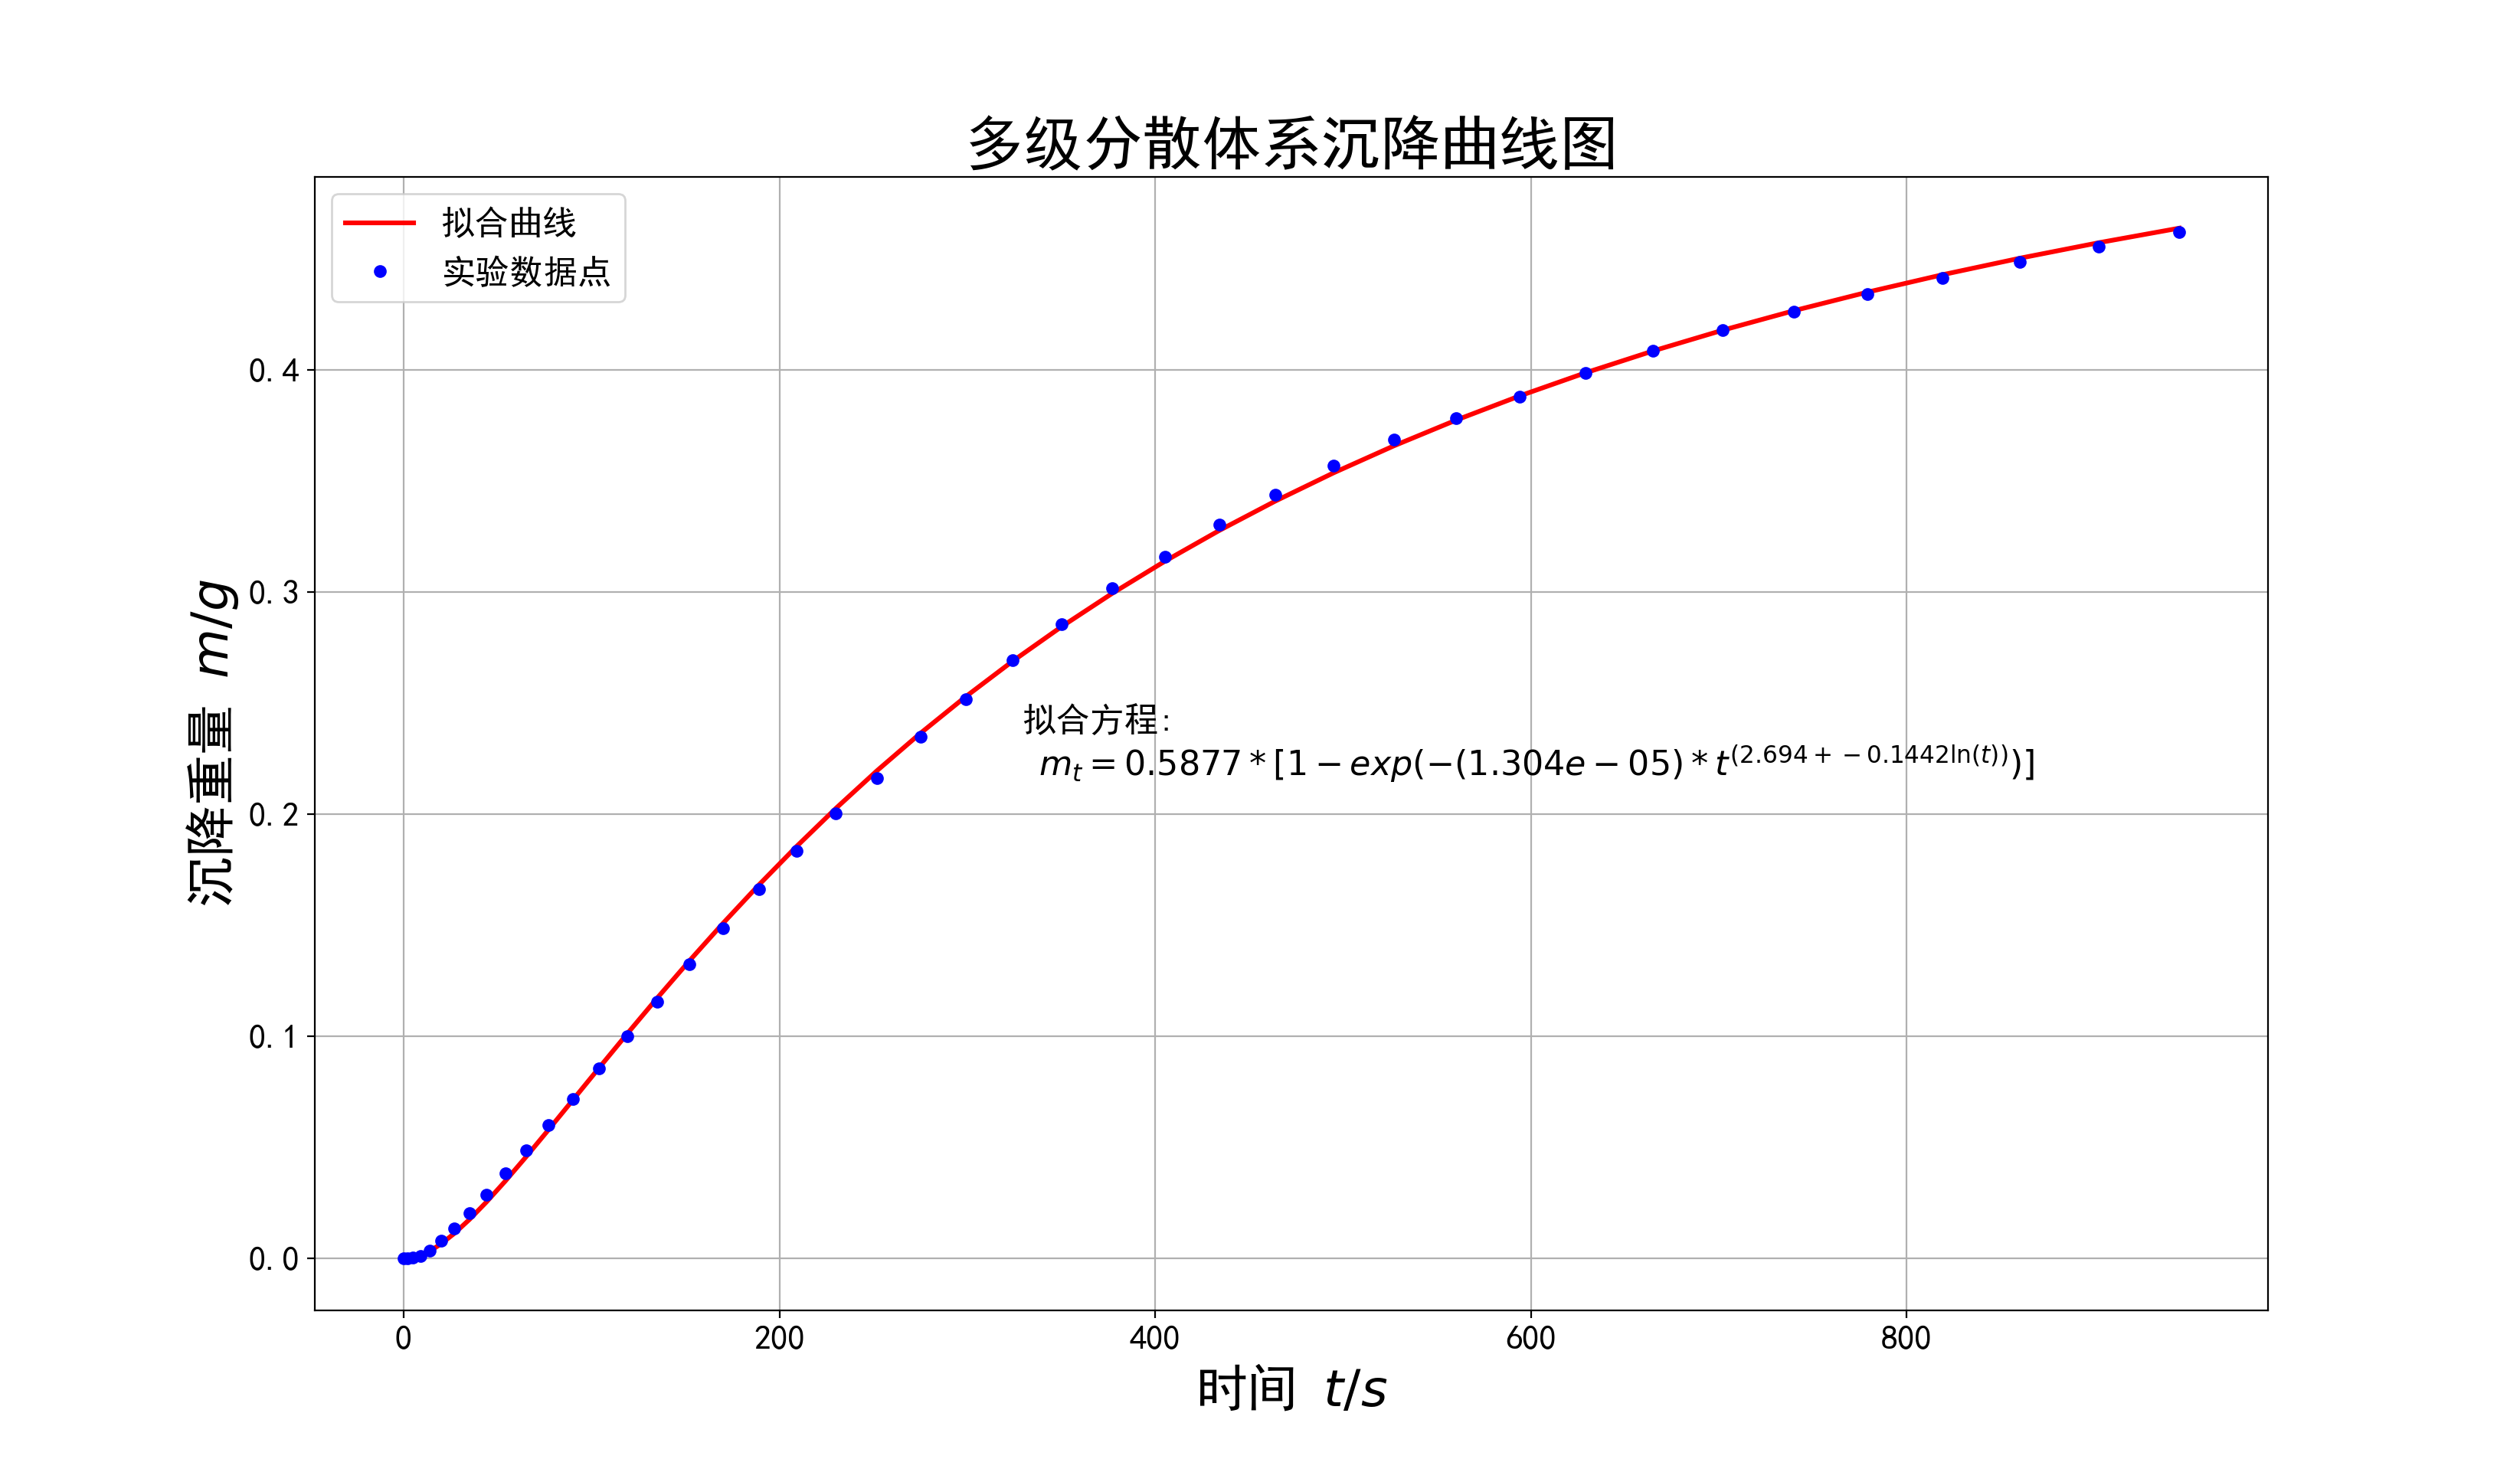 多级分散体系沉降曲线图
拟合曲线
实验数据点
沉降重量 m/g
0.4
0.3
0.2
0.1
0.0
拟合方程:
m_t = 0.5877 * [1 − exp(−(1.304e − 05) * t^(2.694 + −0.1442ln(t)))]
0 200 400 600 800
时间 t/s